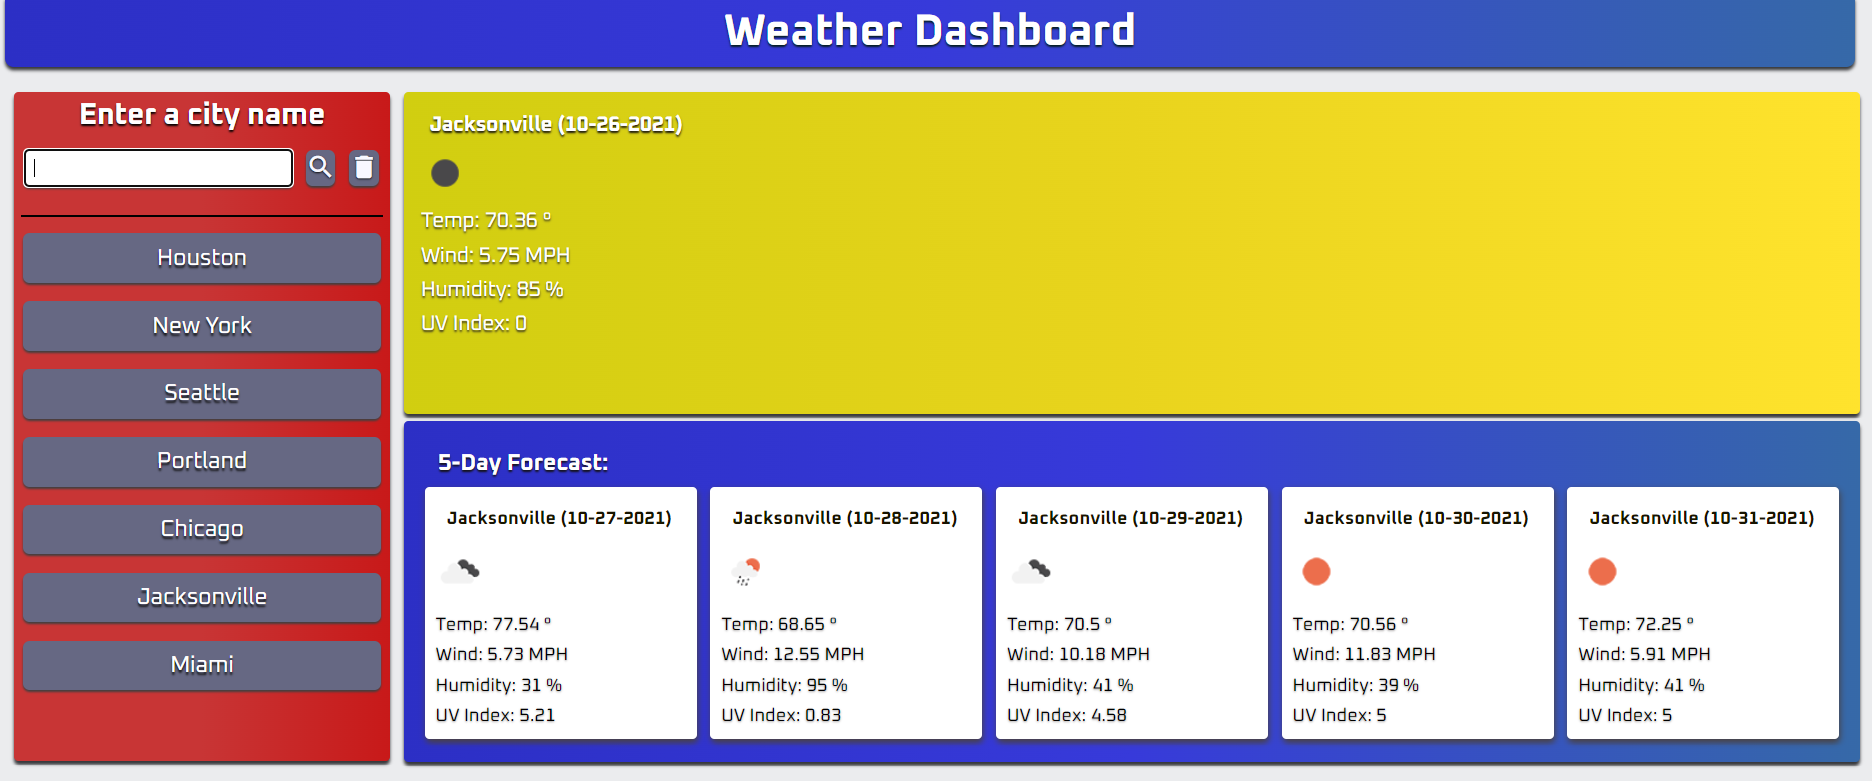 Weather Dashboard
Enter a city name
Houston
New York
Seattle
Portland
Chicago
Jacksonville
Miami
Jacksonville (10-26-2021)
Temp: 70.36 º
Wind: 5.75 MPH
Humidity: 85 %
UV Index: 0
5-Day Forecast:
Jacksonville (10-27-2021)
Temp: 77.54 º
Wind: 5.73 MPH
Humidity: 31 %
UV Index: 5.21
Jacksonville (10-28-2021)
Temp: 68.65 º
Wind: 12.55 MPH
Humidity: 95 %
UV Index: 0.83
Jacksonville (10-29-2021)
Temp: 70.5 º
Wind: 10.18 MPH
Humidity: 41 %
UV Index: 4.58
Jacksonville (10-30-2021)
Temp: 70.56 º
Wind: 11.83 MPH
Humidity: 39 %
UV Index: 5
Jacksonville (10-31-2021)
Temp: 72.25 º
Wind: 5.91 MPH
Humidity: 41 %
UV Index: 5